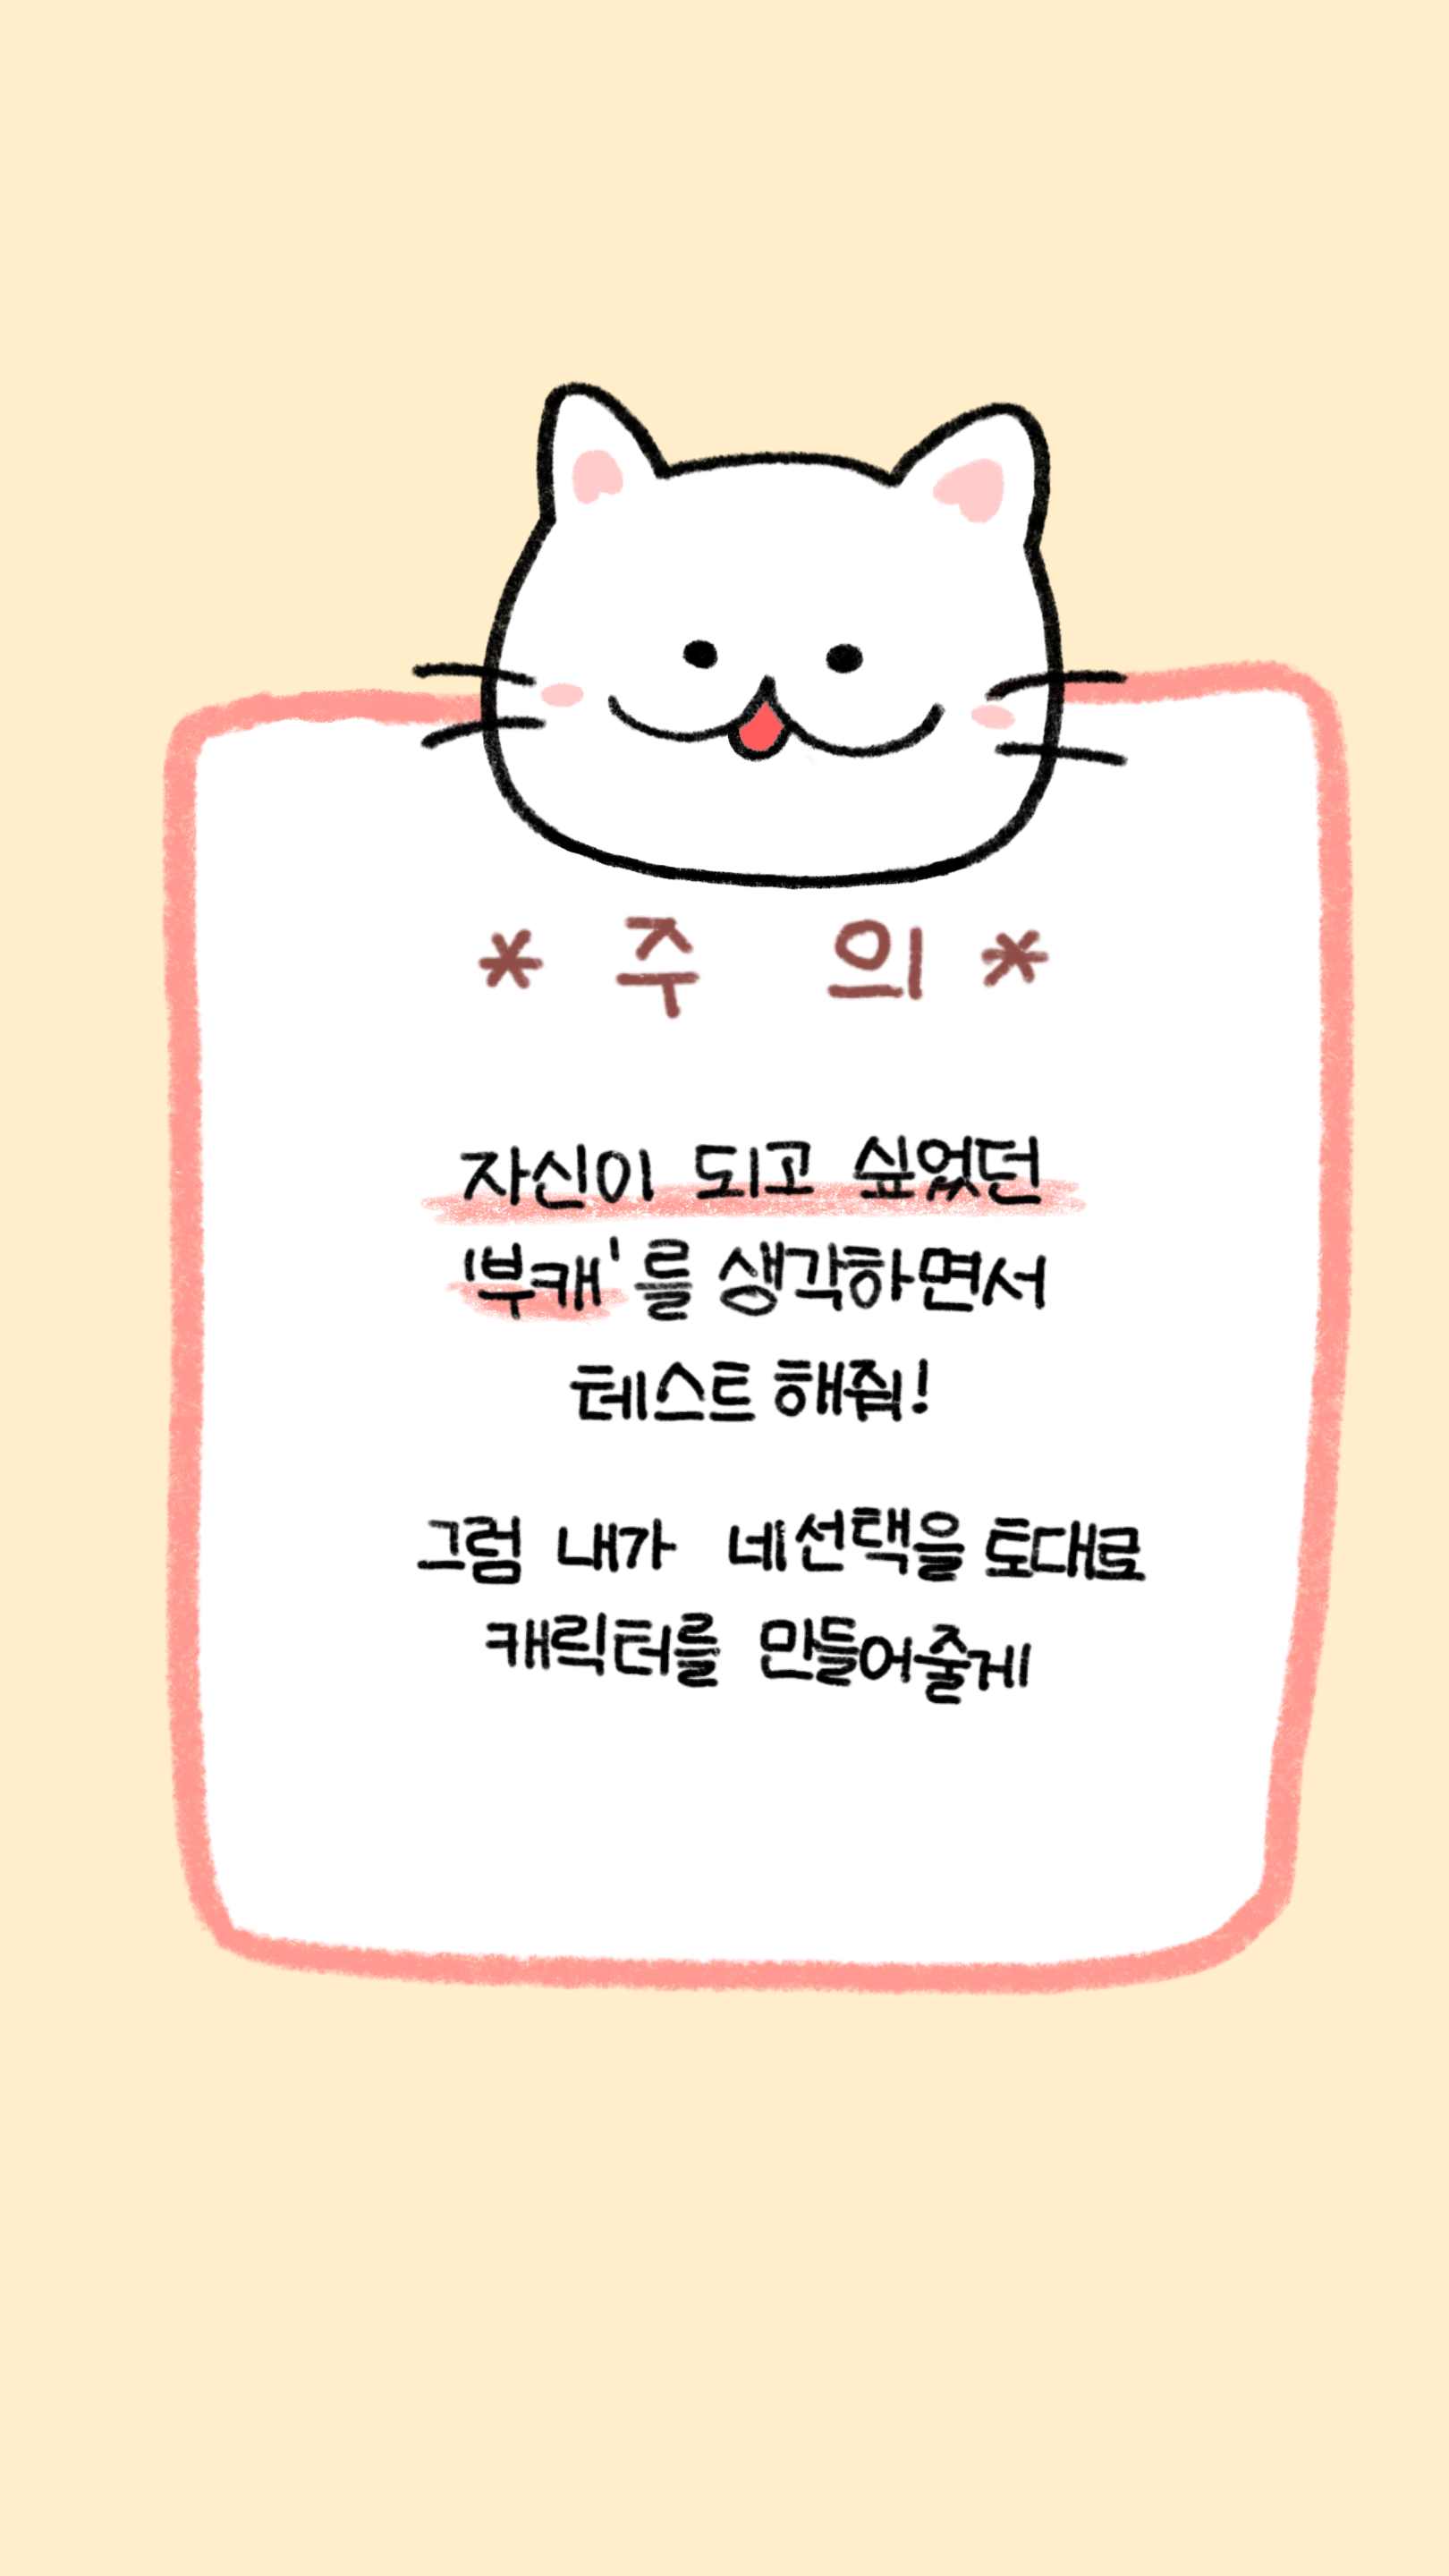 * 주 의 *
자신이 되고 싶었던
'부캐'를 생각하면서
테스트 해줘!
그럼 내가 네선택을 토대로
캐릭터를 만들어줄게